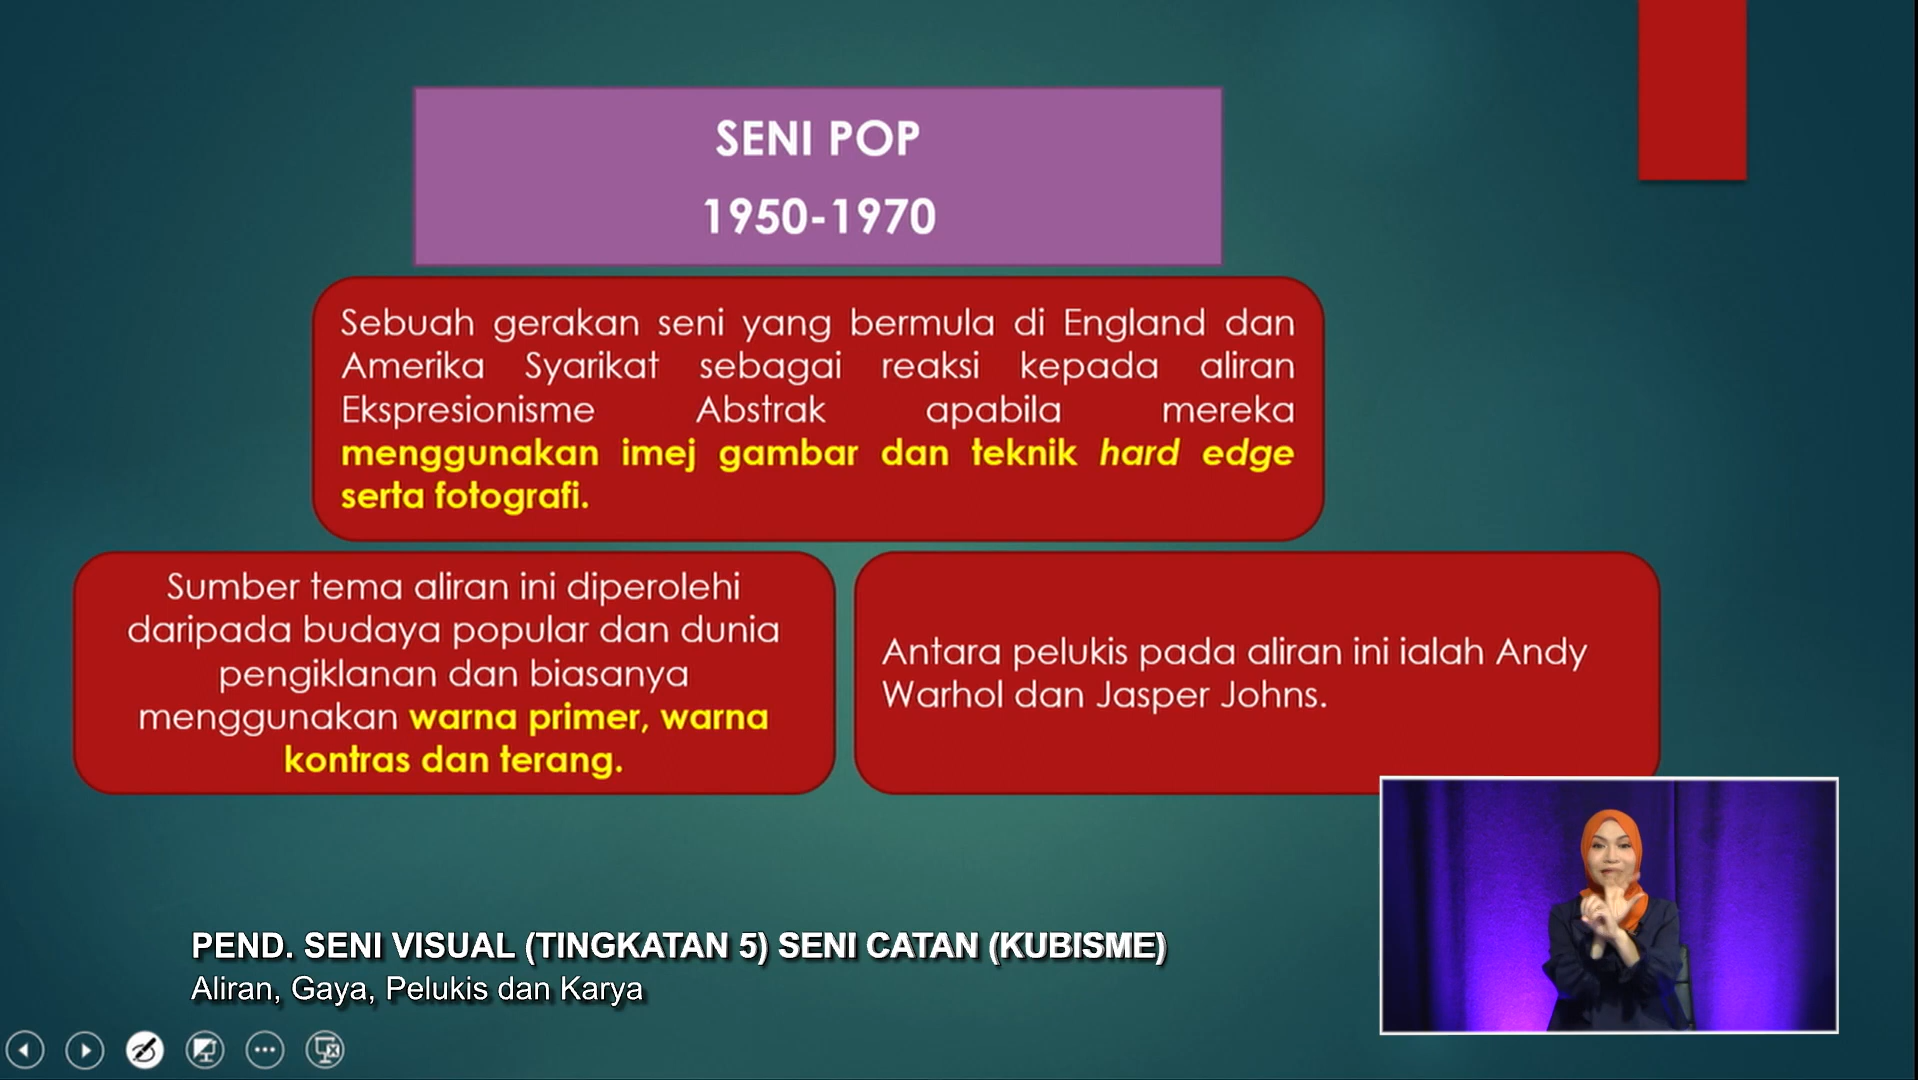 SENI POP
1950-1970
Sebuah gerakan seni yang bermula di England dan
Amerika Syarikat sebagai reaksi kepada aliran
Ekspresionisme Abstrak apabila mereka
menggunakan imej gambar dan teknik hard edge
serta fotografi.
Sumber tema aliran ini diperolehi
daripada budaya popular dan dunia
pengiklanan dan biasanya
menggunakan warna primer, warna
kontras dan terang.
Antara pelukis pada aliran ini ialah Andy
Warhol dan Jasper Johns.
PEND. SENI VISUAL (TINGKATAN 5) SENI CATAN (KUBISME)
Aliran, Gaya, Pelukis dan Karya